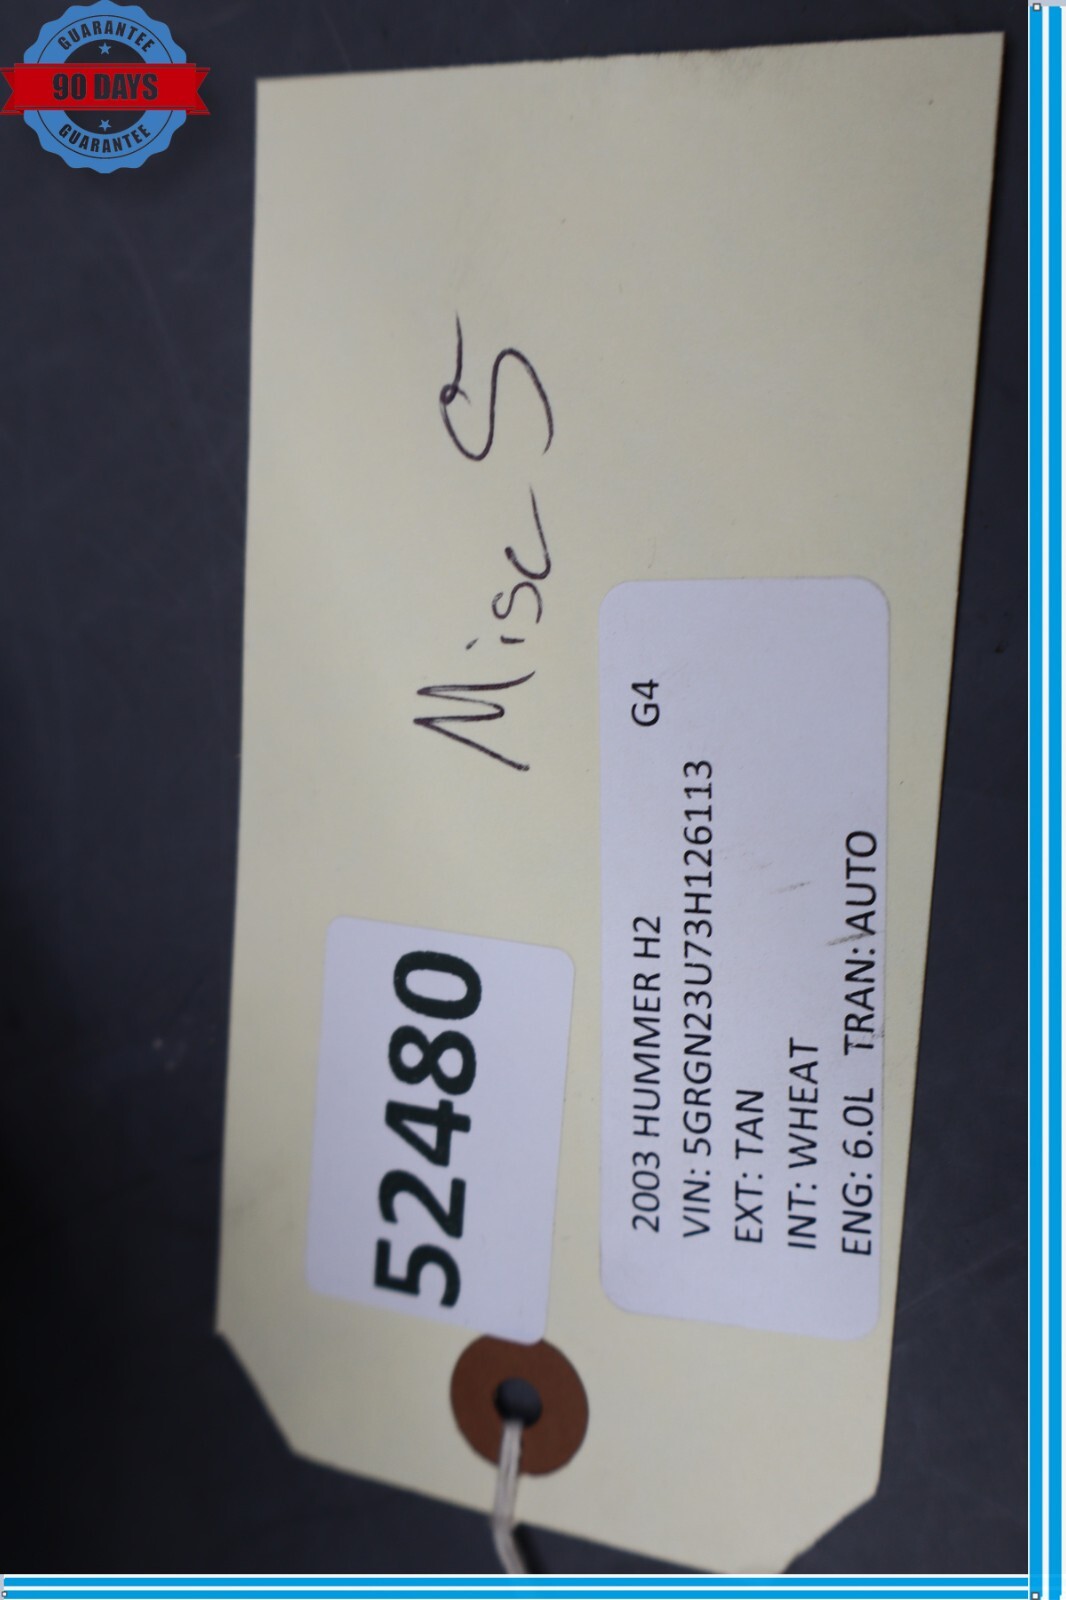 GUARANTEE
90 DAYS
GUARANTEE
Misc S
52480
2003 HUMMER H2 G4
VIN: 5GRGN23U73H126113
EXT: TAN
INT: WHEAT
ENG: 6.0L TRAN: AUTO